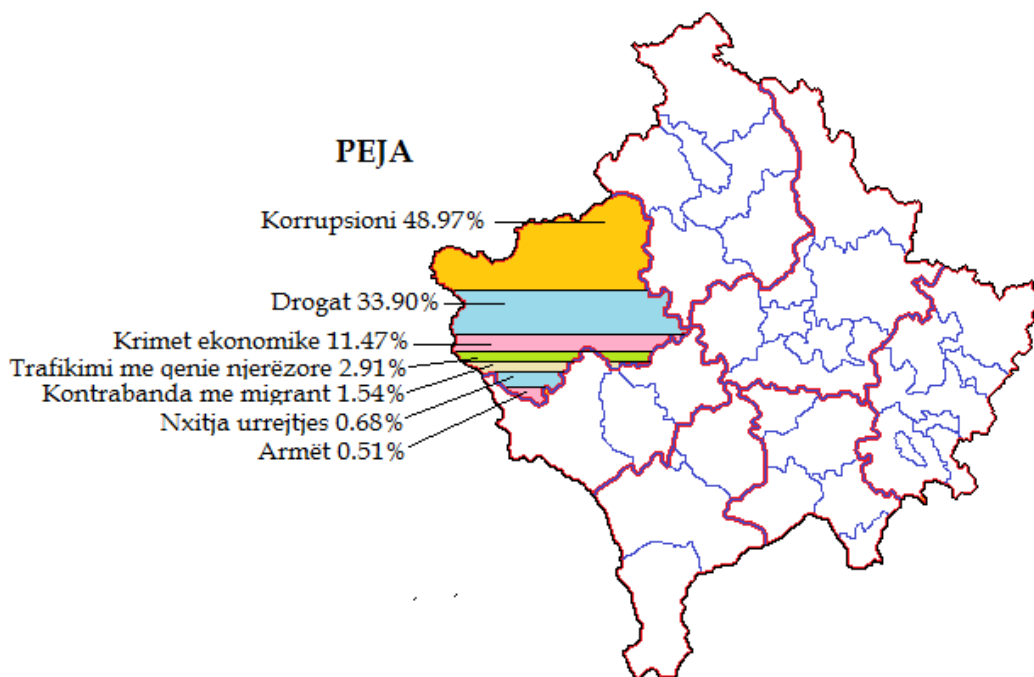 PEJA
Korrupsioni 48.97%
Drogat 33.90%
Krimet ekonomike 11.47%
Trafikimi me qenie njerëzore 2.91%
Kontrabanda me migrant 1.54%
Nxitja urrejtjes 0.68%
Armët 0.51%